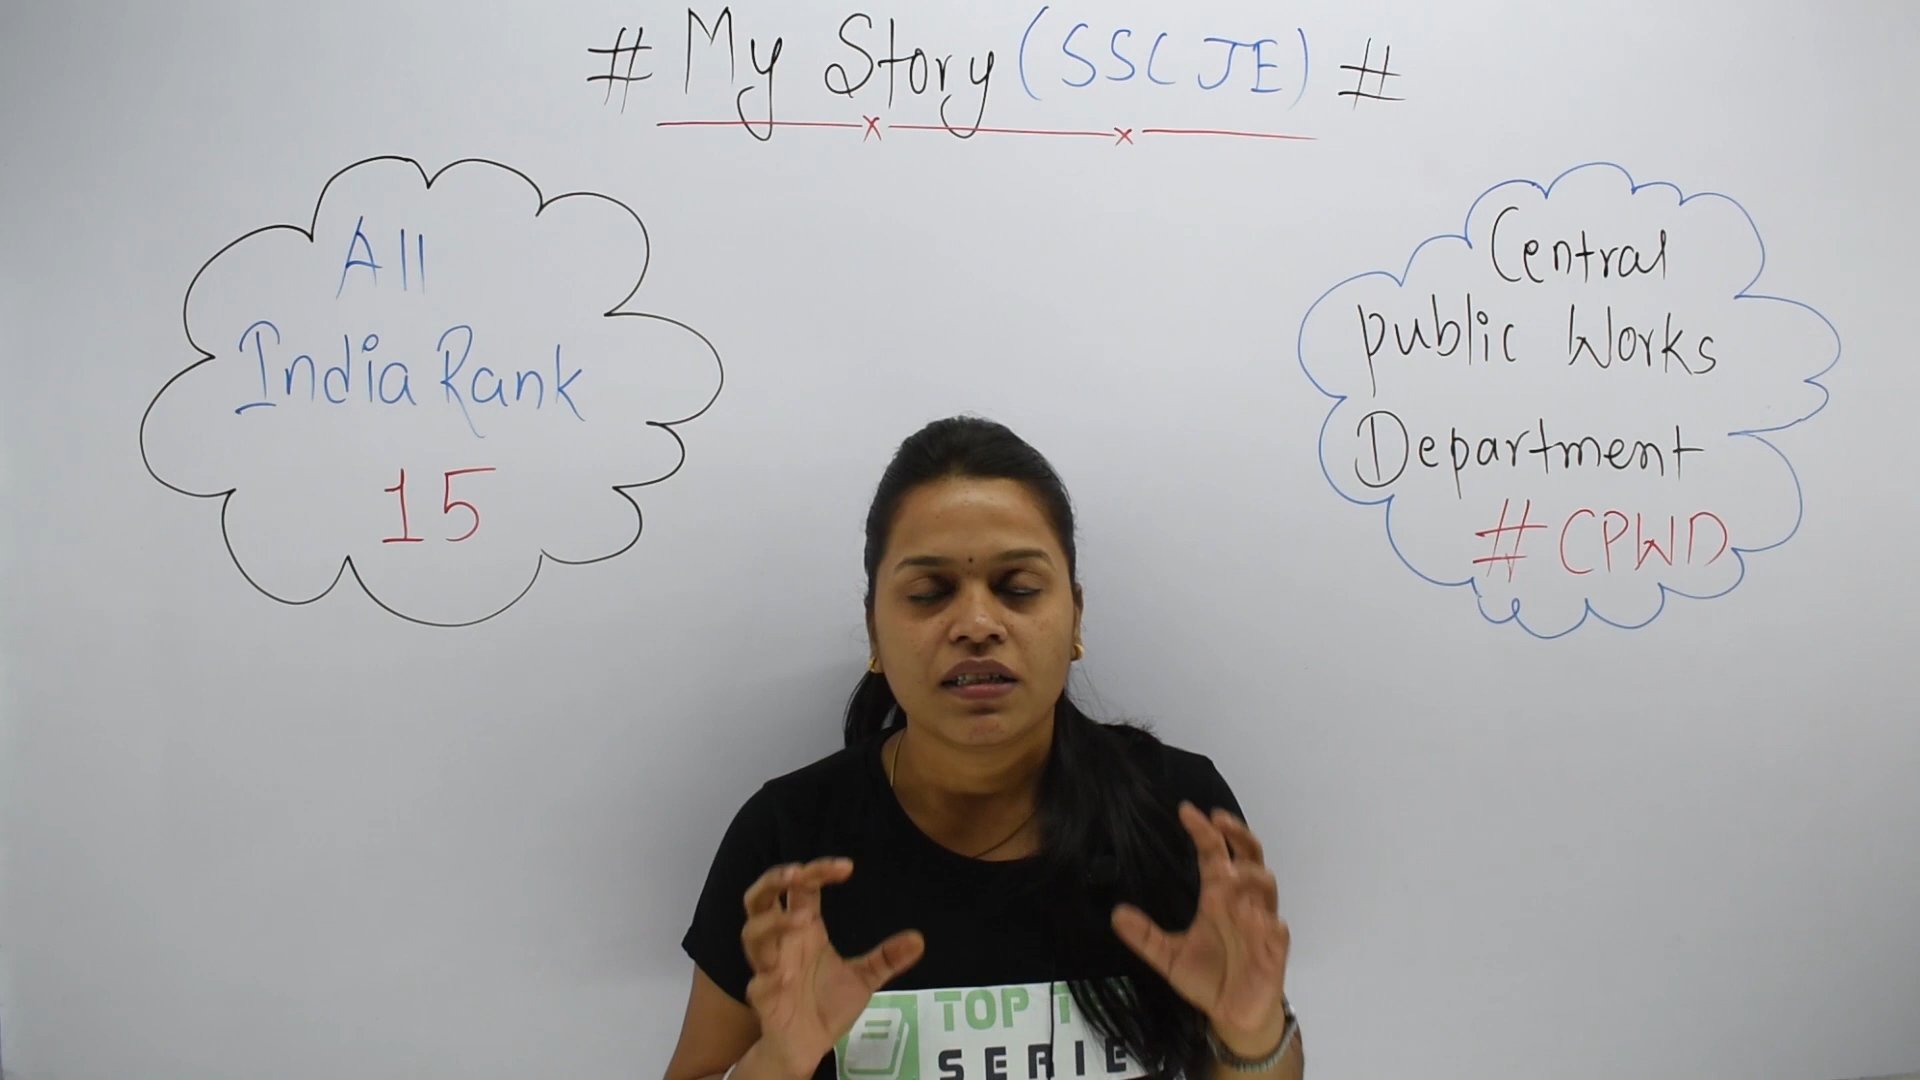 # My Story (SSC JE) #
All
India Rank
15
Central
public Works
Department
#CPWD
TOP
SERIE